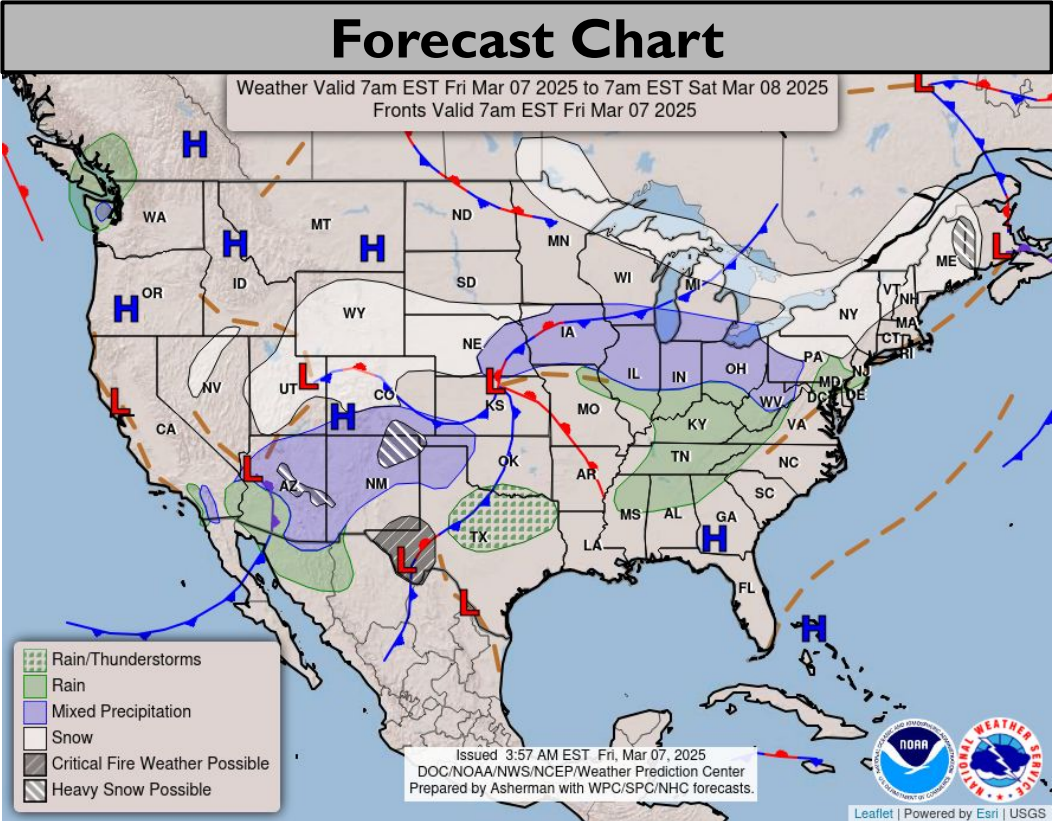 Forecast Chart
Weather Valid 7am EST Fri Mar 07 2025 to 7am EST Sat Mar 08 2025
Fronts Valid 7am EST Fri Mar 07 2025
L
H
WA
MT
ND
MN
H
H
ME
L
ID
SD
WI
MI
VT
NH
OR
H
WY
NY
MA
IA
CT
RI
NE
PA
NV
UT
L
CO
L
KS
IL
IN
OH
NJ
MD
DE
DC
WV
L
H
MO
KY
VA
CA
TN
NC
L
AZ
NM
OK
AR
SC
MS
AL
GA
H
TX
LA
L
FL
L
H
Rain/Thunderstorms
Rain
Mixed Precipitation
Snow
Critical Fire Weather Possible
Heavy Snow Possible
Issued 3:57 AM EST Fri, Mar 07, 2025
DOC/NOAA/NWS/NCEP/Weather Prediction Center
Prepared by Asherman with WPC/SPC/NHC forecasts.
NOAA
NATIONAL WEATHER SERVICE
Leaflet | Powered by Esri | USGS